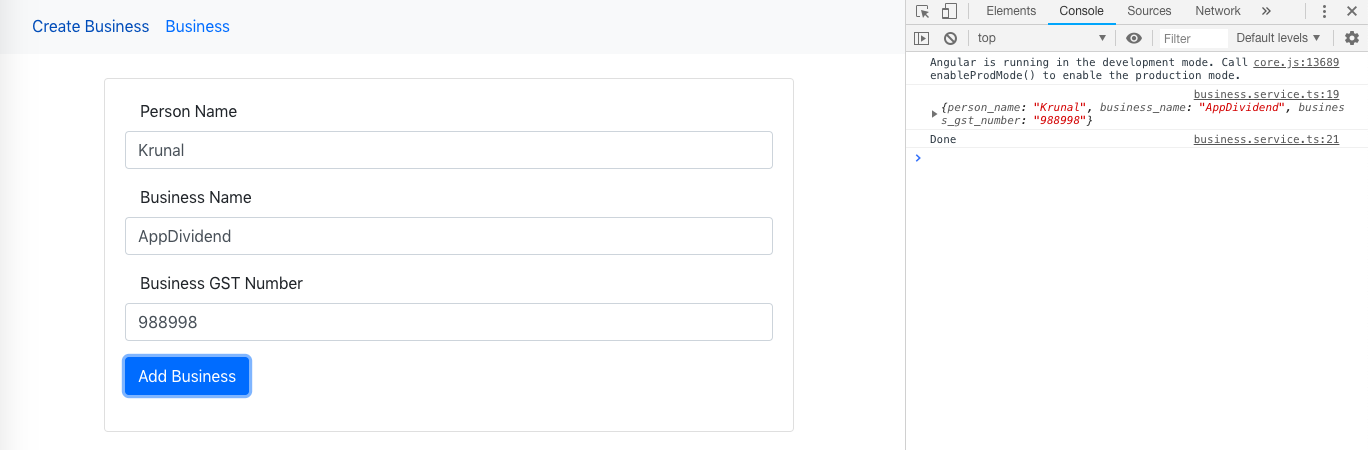 Create Business Business
Person Name
Krunal
Business Name
AppDividend
Business GST Number
988998
Add Business
Elements Console Sources Network »
top ▼ Filter Default levels ▼
Angular is running in the development mode. Call core.js:13689
enableProdMode() to enable the production mode.
business.service.ts:19
{person_name: "Krunal", business_name: "AppDividend", busines
s_gst_number: "988998"}
Done business.service.ts:21